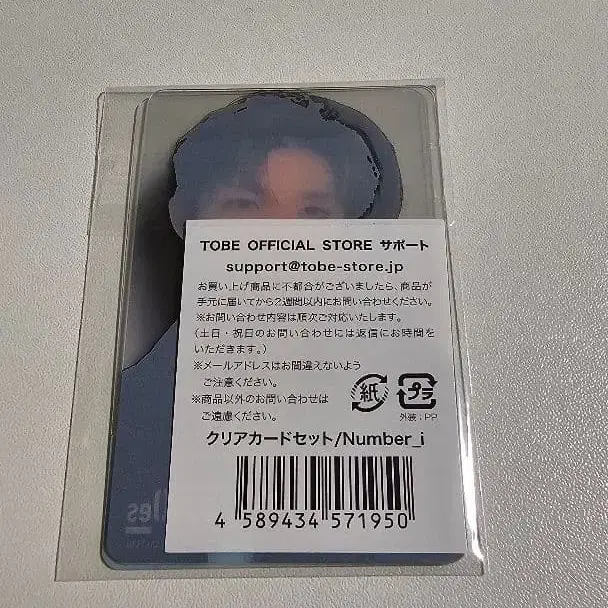 TOBE OFFICIAL STORE サポート
support@tobe-store.jp
お買い上げ商品に不都合がございましたら、商品が
手元に届いてから2週間以内にお問い合わせください。
※お問い合わせ内容は順次ご対応いたします。
(土日・祝日のお問い合わせには返信にお時間を
いただきます。)
※メールアドレスはお間違えないよう
ご注意ください。
※商品以外のお問い合わせは
ご遠慮ください。
紙
プラ
外装:PP
クリアカードセット/Number_i
4 589434 571950